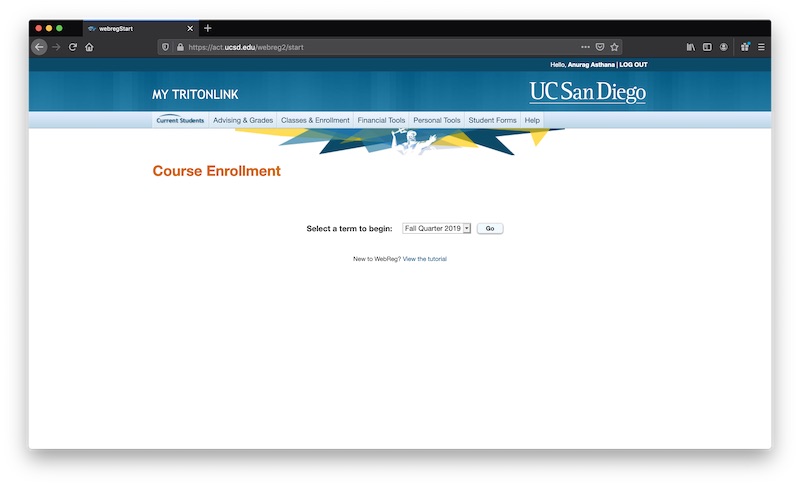 webregStart
https://act.ucsd.edu/webreg2/start
Hello, Anurag Asthana | LOG OUT
MY TRITONLINK
UC San Diego
Current Students Advising & Grades Classes & Enrollment Financial Tools Personal Tools Student Forms Help
Course Enrollment
Select a term to begin: Fall Quarter 2019 Go
New to WebReg? View the tutorial